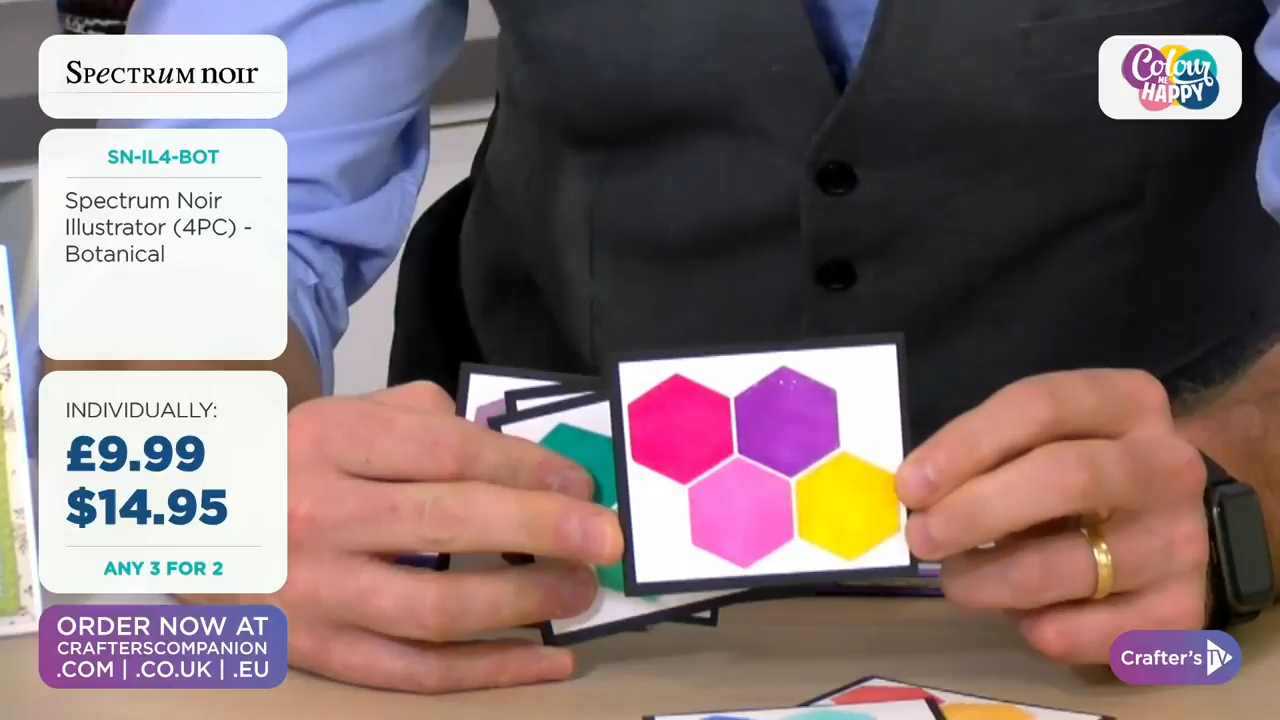 SPECTRUM NOIR
SN-IL4-BOT
Spectrum Noir
Illustrator (4PC) -
Botanical
INDIVIDUALLY:
£9.99
$14.95
ANY 3 FOR 2
ORDER NOW AT
CRAFTERSCOMPANION
.COM | .CO.UK | .EU
Colour
ME
HAPPY
Crafter's TV